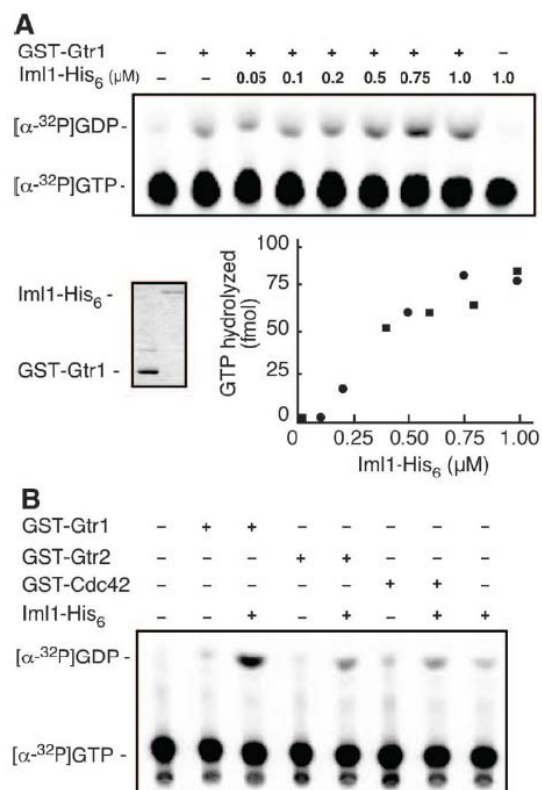 A
GST-Gtr1 – + + + + + + + –
Iml1-His6 (µM) – – 0.05 0.1 0.2 0.5 0.75 1.0 1.0
[α-32P]GDP -
[α-32P]GTP -
Iml1-His6 -
GST-Gtr1 -
GTP hydrolyzed
(fmol)
100
75
50
25
0
0 0.25 0.50 0.75 1.00
Iml1-His6 (µM)
B
GST-Gtr1 – + + – – – – –
GST-Gtr2 – – – + + – – –
GST-Cdc42 – – – – – + + –
Iml1-His6 – – + – + – + +
[α-32P]GDP -
[α-32P]GTP -